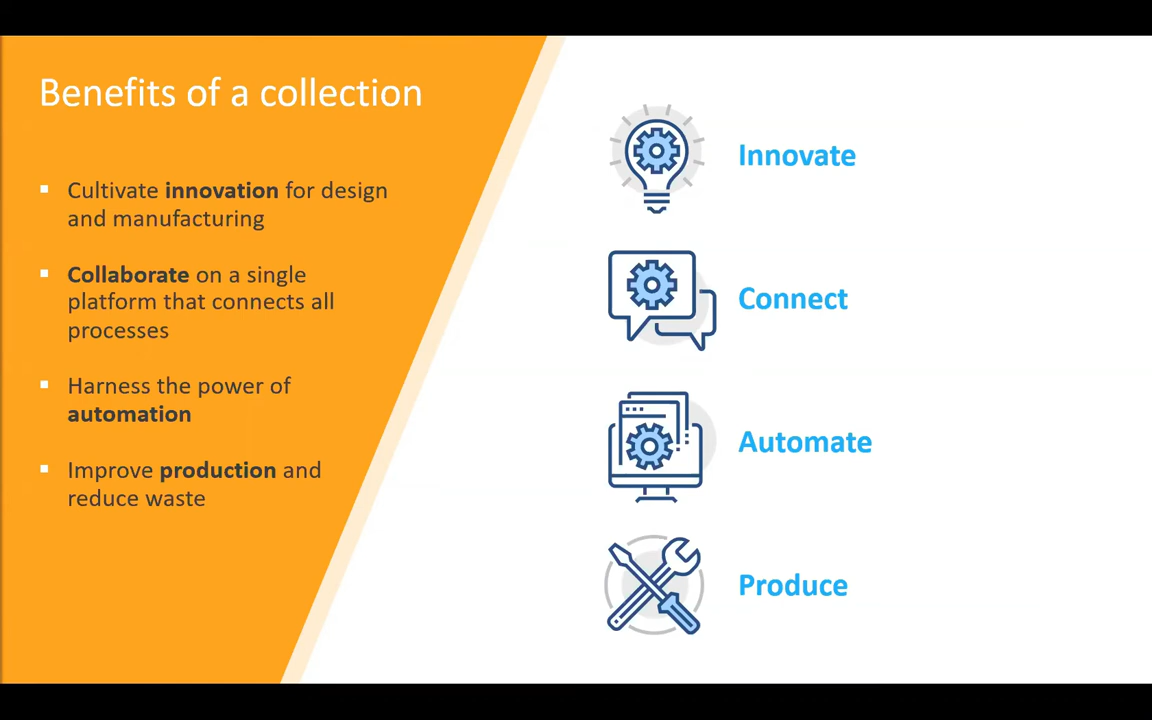 Benefits of a collection
Cultivate innovation for design
and manufacturing
Collaborate on a single
platform that connects all
processes
Harness the power of
automation
Improve production and
reduce waste
Innovate
Connect
Automate
Produce